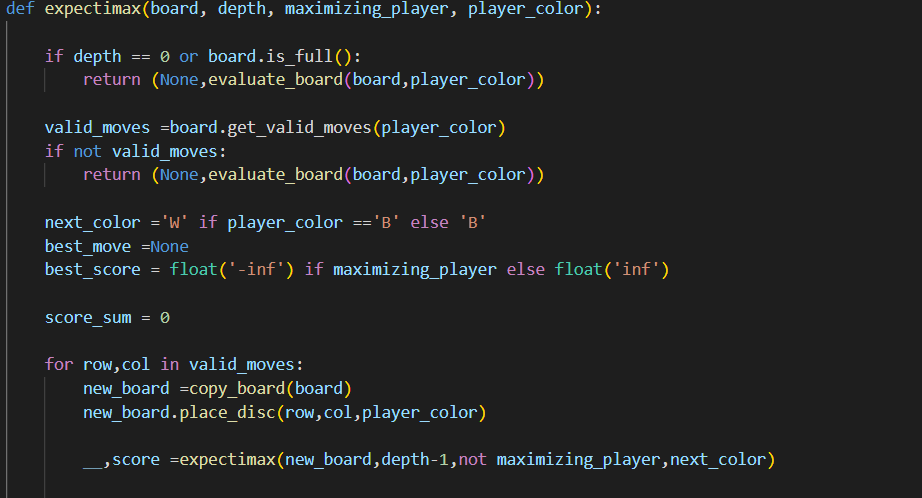 def expectimax(board, depth, maximizing_player, player_color):
if depth == 0 or board.is_full():
return (None,evaluate_board(board,player_color))
valid_moves =board.get_valid_moves(player_color)
if not valid_moves:
return (None,evaluate_board(board,player_color))
next_color ='W' if player_color =='B' else 'B'
best_move =None
best_score = float('-inf') if maximizing_player else float('inf')
score_sum = 0
for row,col in valid_moves:
new_board =copy_board(board)
new_board.place_disc(row,col,player_color)
__,score =expectimax(new_board,depth-1,not maximizing_player,next_color)